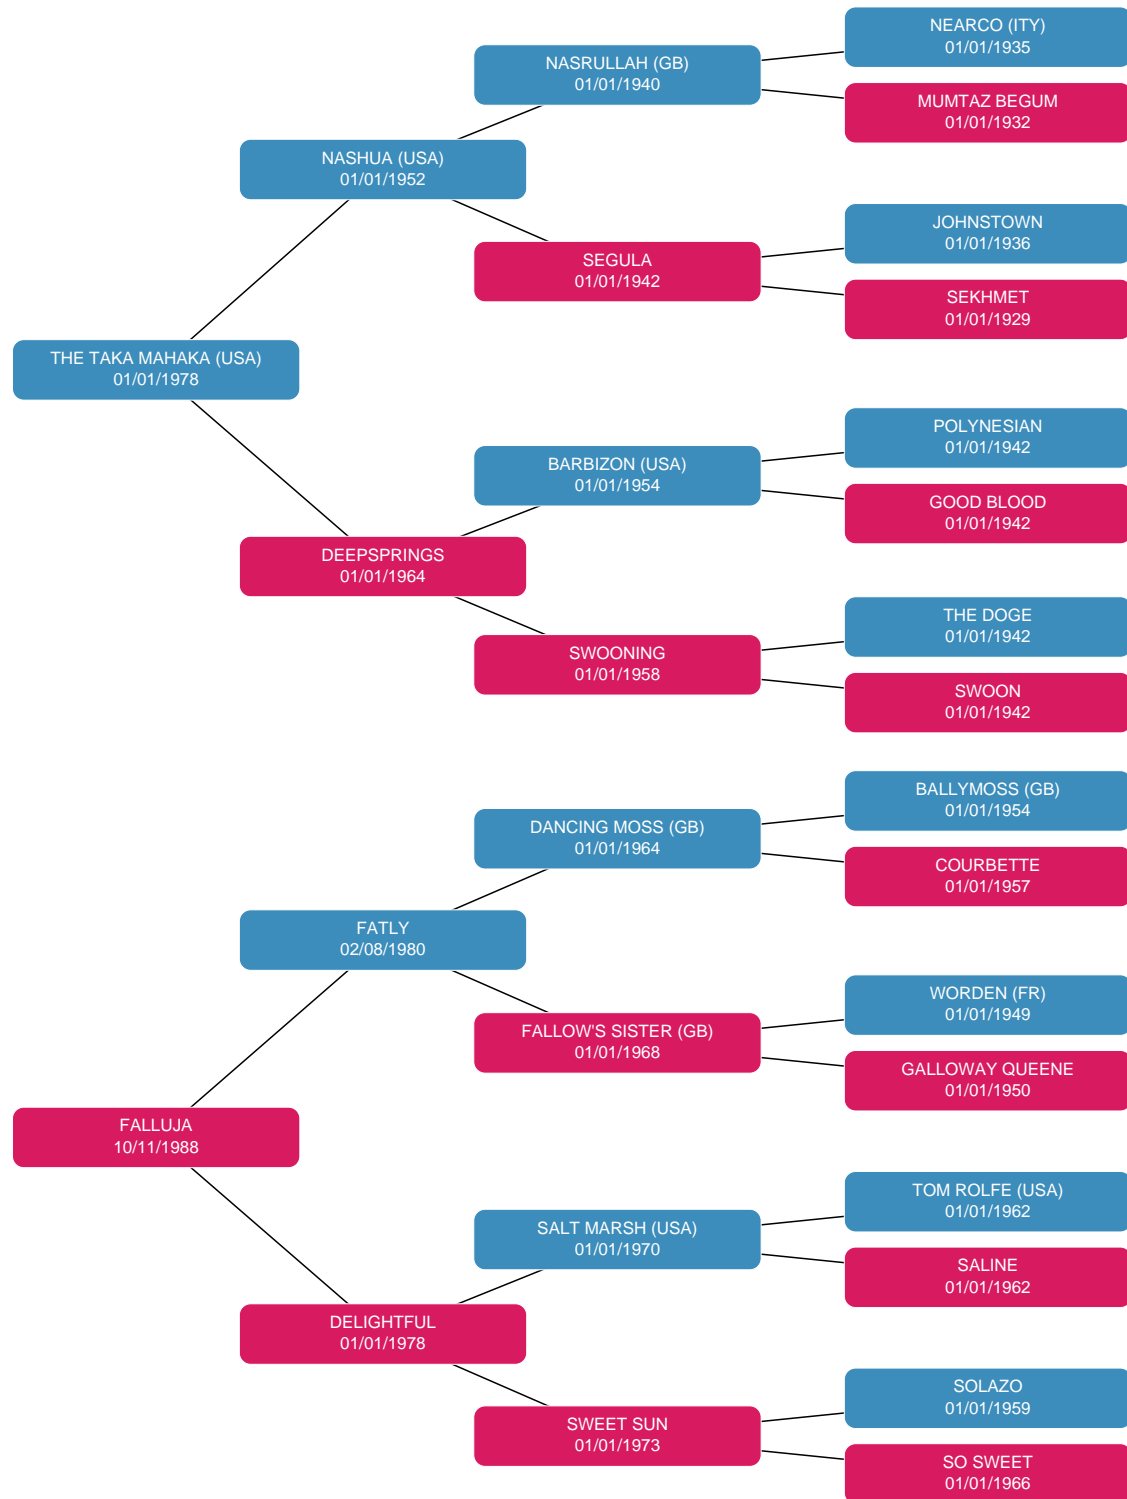 NEARCO (ITY)
01/01/1935
NASRULLAH (GB)
01/01/1940
MUMTAZ BEGUM
01/01/1932
NASHUA (USA)
01/01/1952
JOHNSTOWN
01/01/1936
SEGULA
01/01/1942
SEKHMET
01/01/1929
THE TAKA MAHAKA (USA)
01/01/1978
POLYNESIAN
01/01/1942
BARBIZON (USA)
01/01/1954
GOOD BLOOD
01/01/1942
DEEPSPRINGS
01/01/1964
THE DOGE
01/01/1942
SWOONING
01/01/1958
SWOON
01/01/1942
BALLYMOSS (GB)
01/01/1954
DANCING MOSS (GB)
01/01/1964
COURBETTE
01/01/1957
FATLY
02/08/1980
WORDEN (FR)
01/01/1949
FALLOW'S SISTER (GB)
01/01/1968
GALLOWAY QUEENE
01/01/1950
FALLUJA
10/11/1988
TOM ROLFE (USA)
01/01/1962
SALT MARSH (USA)
01/01/1970
SALINE
01/01/1962
DELIGHTFUL
01/01/1978
SOLAZO
01/01/1959
SWEET SUN
01/01/1973
SO SWEET
01/01/1966